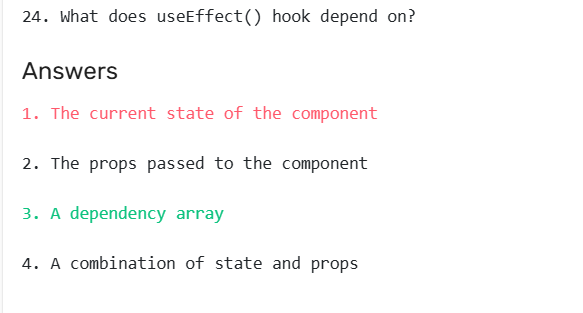 24. What does useEffect() hook depend on?
Answers
1. The current state of the component
2. The props passed to the component
3. A dependency array
4. A combination of state and props